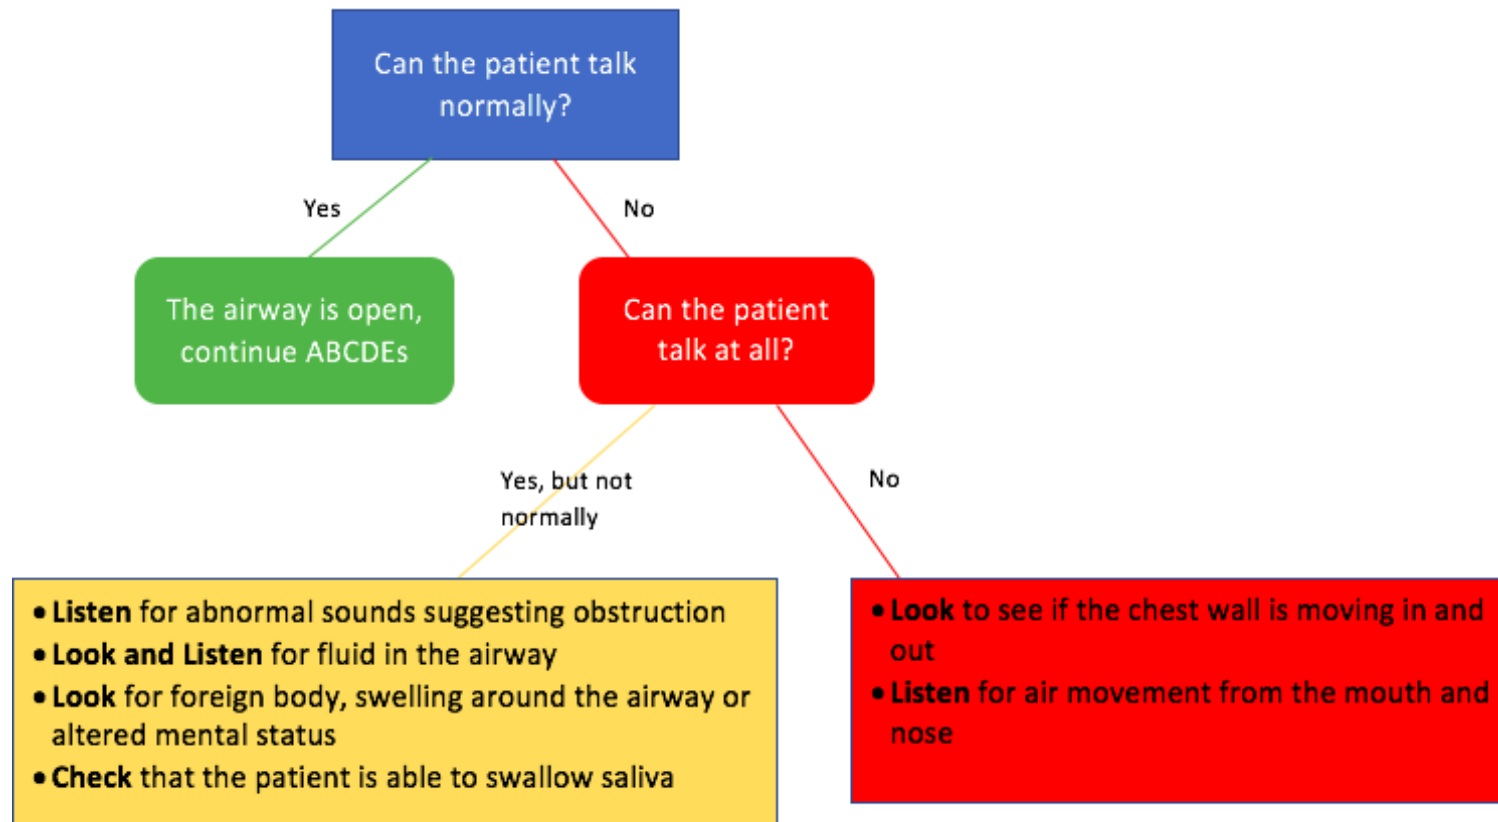 Can the patient talk
normally?
Yes
No
The airway is open,
continue ABCDEs
Can the patient
talk at all?
Yes, but not
normally
No
• Listen for abnormal sounds suggesting obstruction
• Look and Listen for fluid in the airway
• Look for foreign body, swelling around the airway or
altered mental status
• Check that the patient is able to swallow saliva
• Look to see if the chest wall is moving in and
out
• Listen for air movement from the mouth and
nose